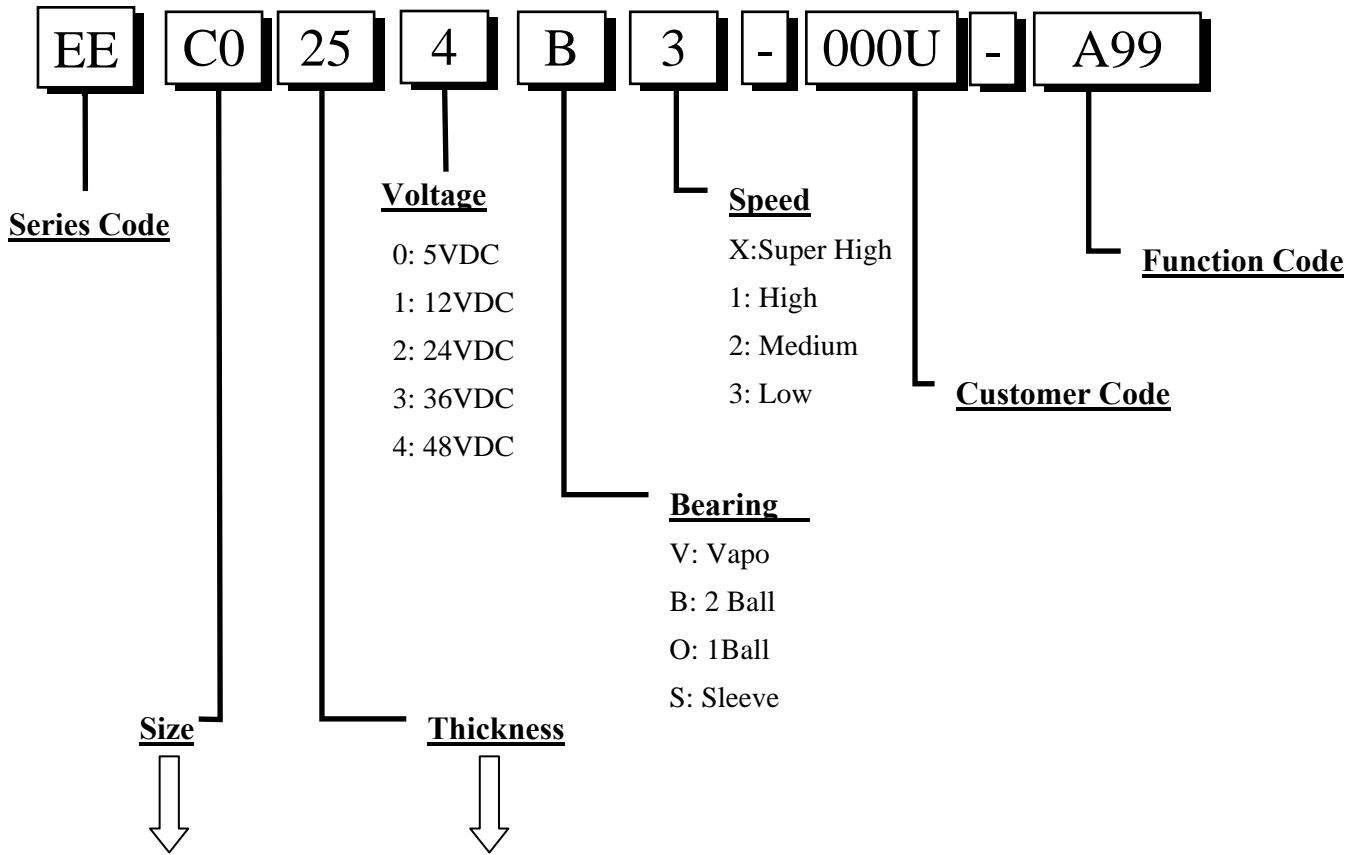 EE C0 25 4 B 3 - 000U - A99
Series Code
Voltage
0: 5VDC
1: 12VDC
2: 24VDC
3: 36VDC
4: 48VDC
Speed
X:Super High
1: High
2: Medium
3: Low
Function Code
Customer Code
Bearing
V: Vapo
B: 2 Ball
O: 1Ball
S: Sleeve
Size
Thickness